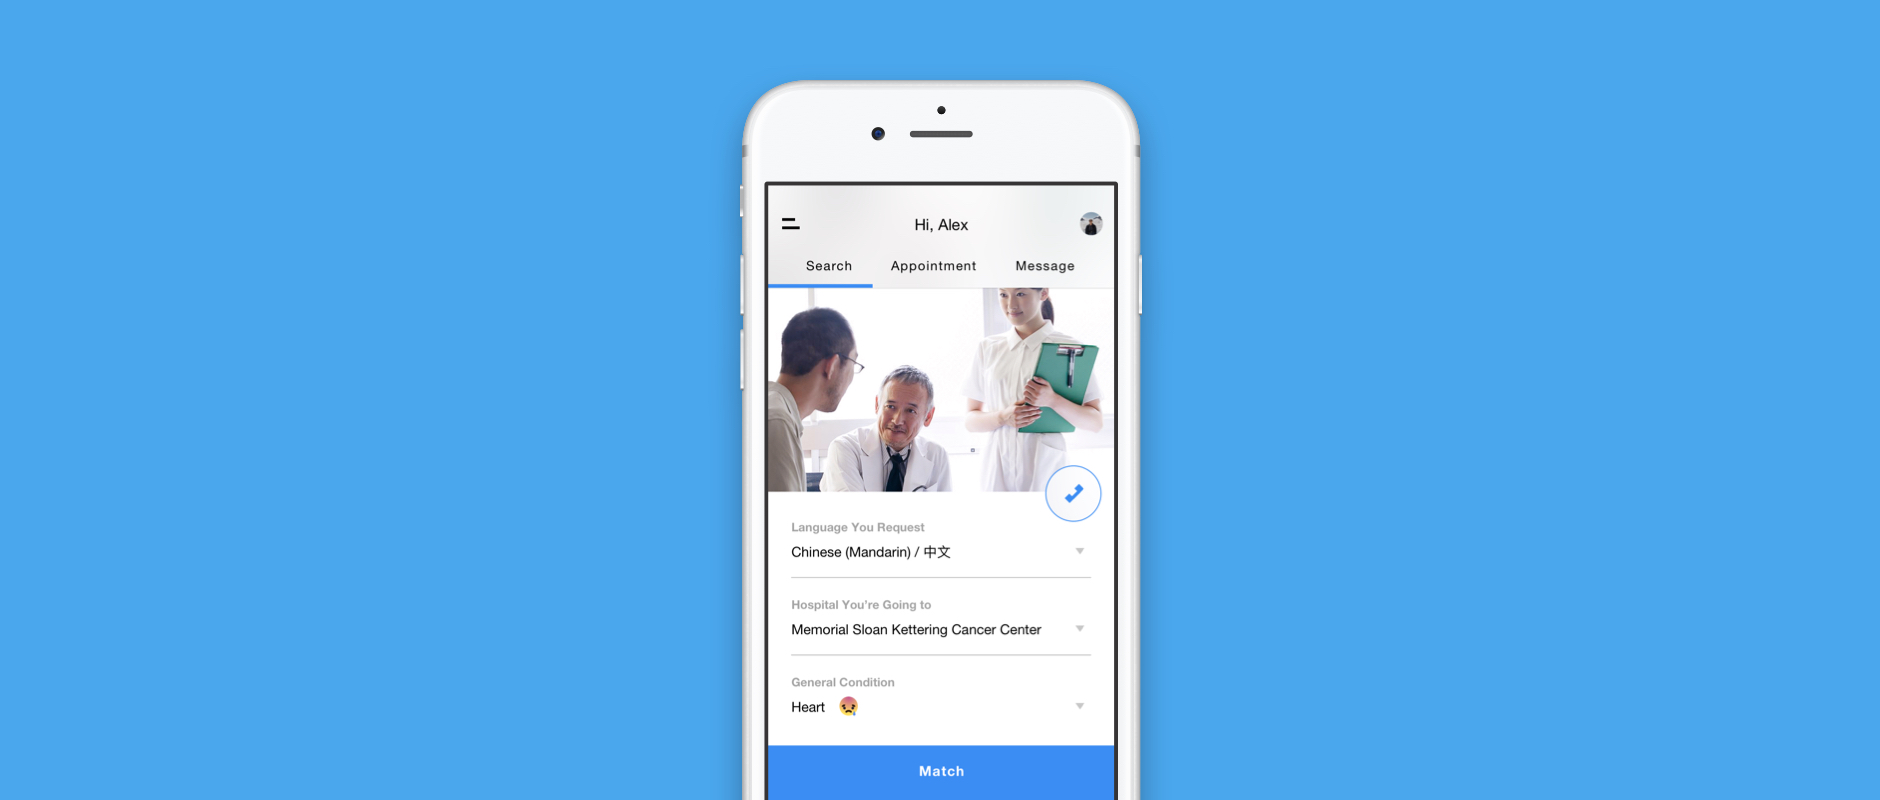 Hi, Alex
Search Appointment Message
Language You Request
Chinese (Mandarin) / 中文
Hospital You're Going to
Memorial Sloan Kettering Cancer Center
General Condition
Heart
Match